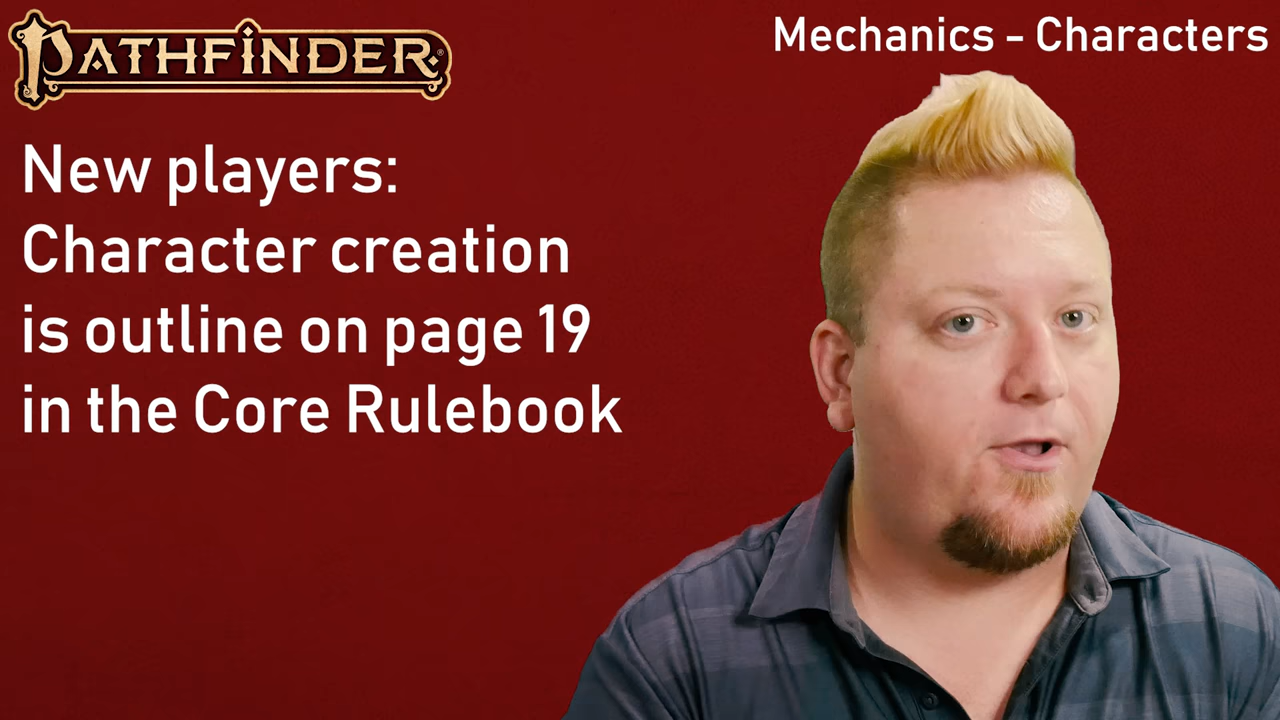 PATHFINDER®
Mechanics - Characters
New players:
Character creation
is outline on page 19
in the Core Rulebook